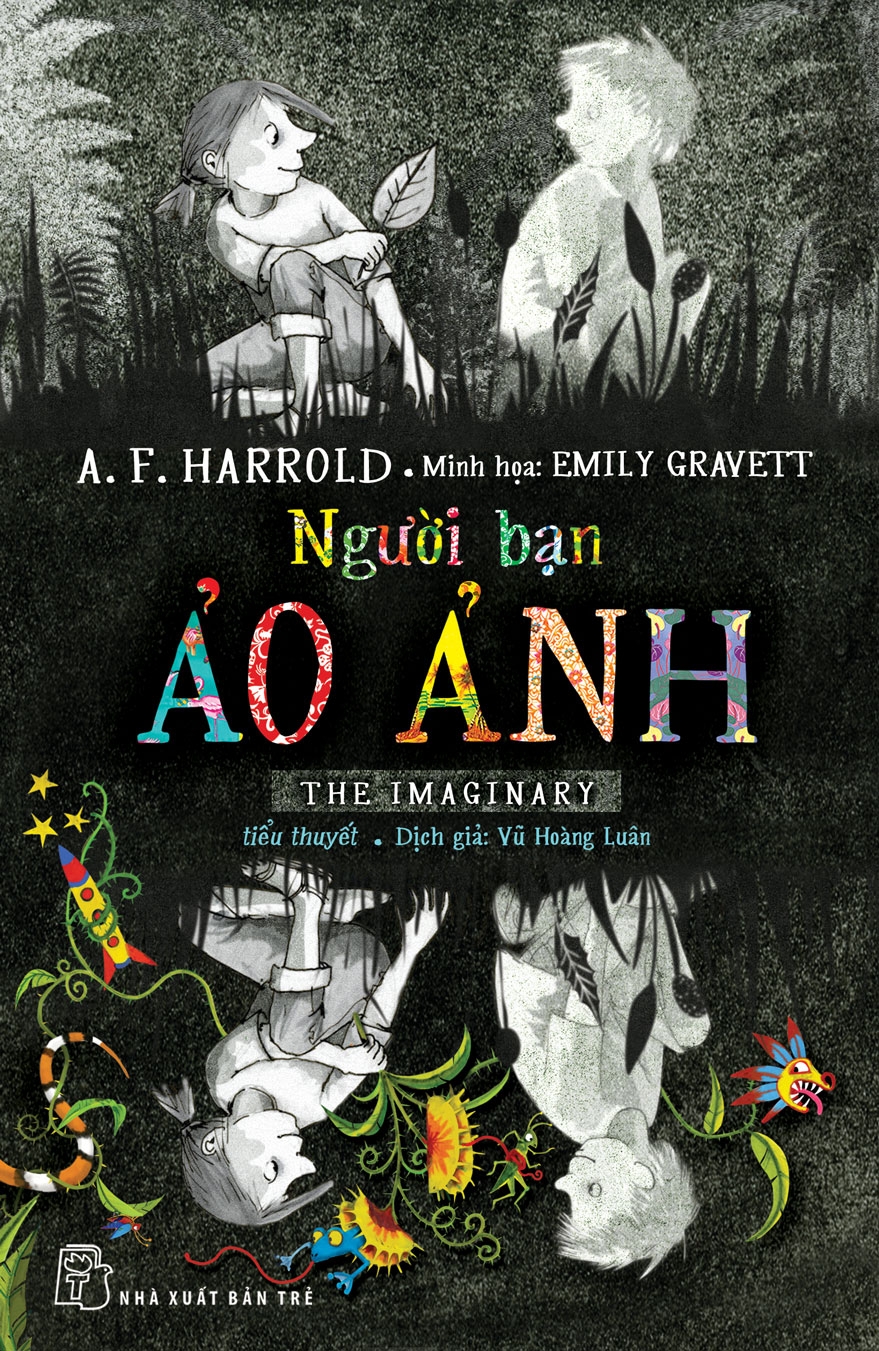 A. F. HARROLD • Minh họa: EMILY GRAVETT
Người bạn
ẢO ẢNH
THE IMAGINARY
tiểu thuyết • Dịch giả: Vũ Hoàng Luân
NHÀ XUẤT BẢN TRẺ